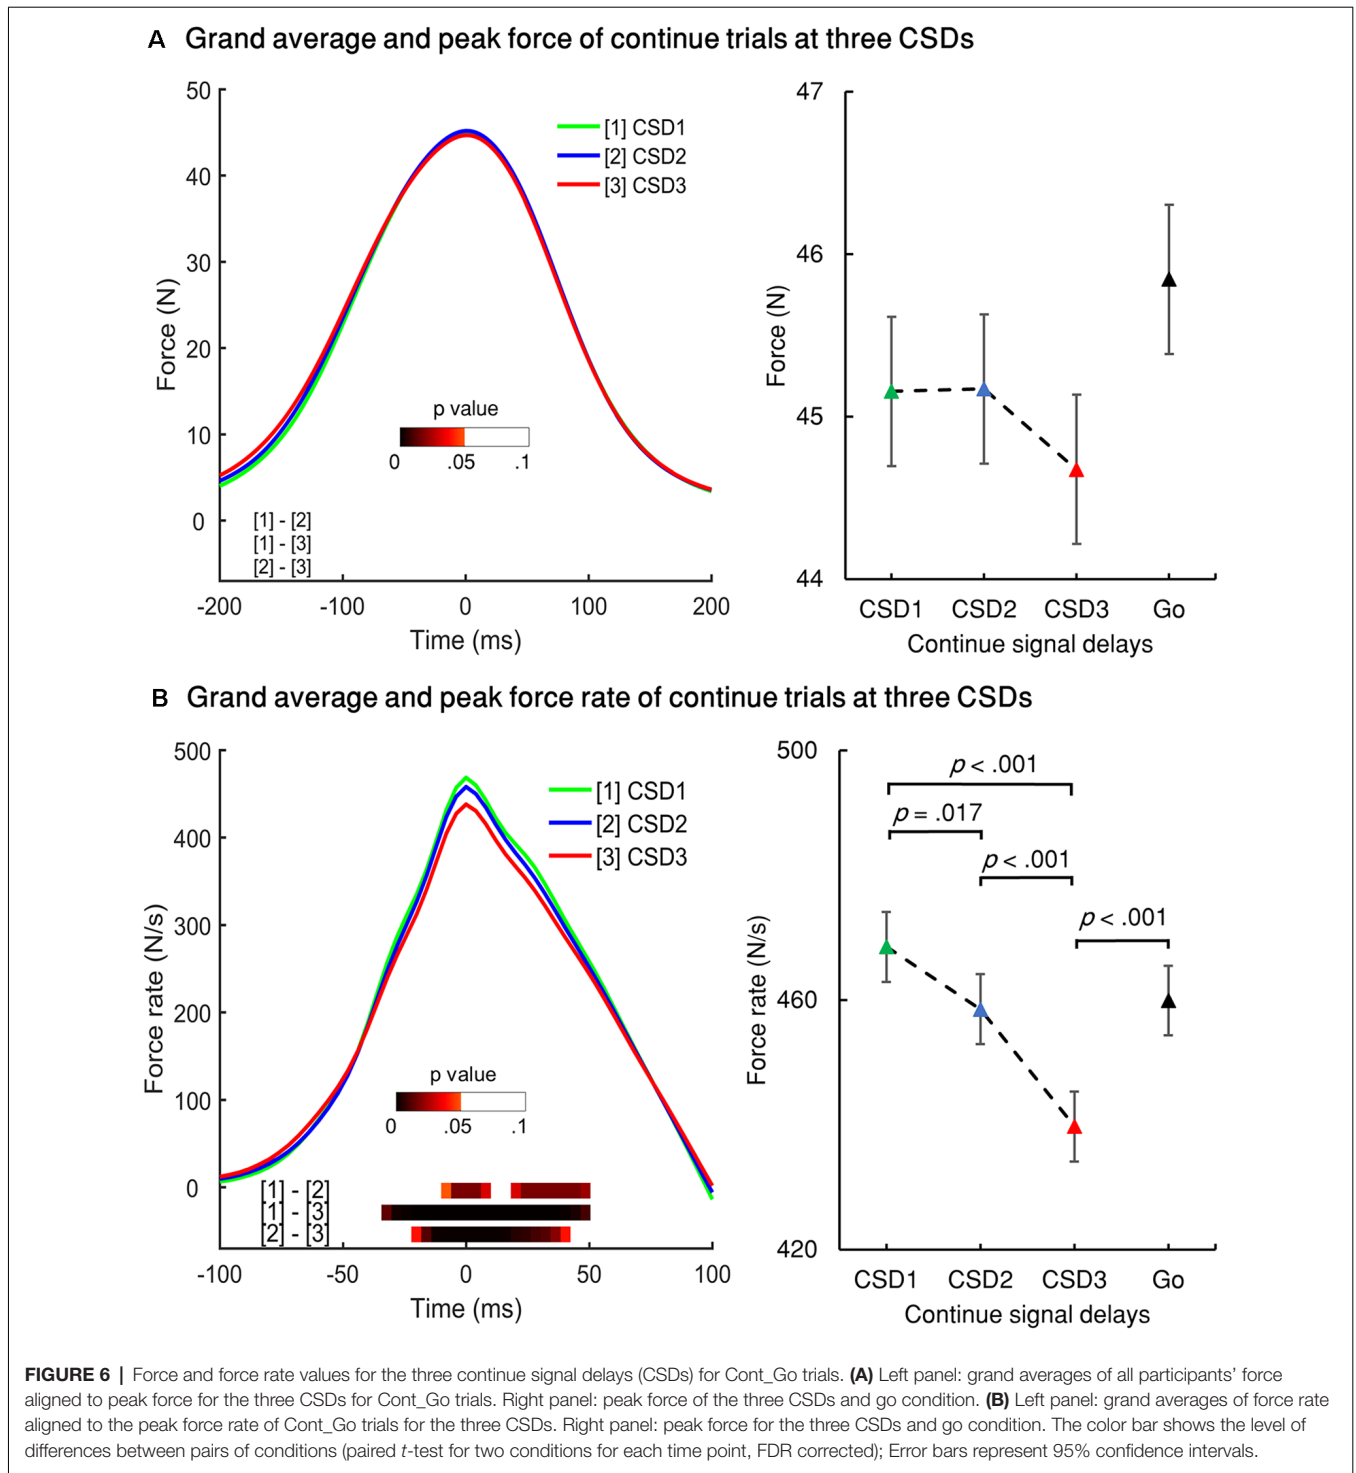 A Grand average and peak force of continue trials at three CSDs
50
40
30
20
10
0
Force (N)
[1] CSD1
[2] CSD2
[3] CSD3
p value
0 .05 .1
[1] - [2]
[1] - [3]
[2] - [3]
-200 -100 0 100 200
Time (ms)
47
46
45
44
Force (N)
CSD1 CSD2 CSD3 Go
Continue signal delays
B Grand average and peak force rate of continue trials at three CSDs
500
400
300
200
100
0
Force rate (N/s)
[1] CSD1
[2] CSD2
[3] CSD3
p value
0 .05 .1
[1] - [2]
[1] - [3]
[2] - [3]
-100 -50 0 50 100
Time (ms)
500
460
420
Force rate (N/s)
p < .001
p = .017
p < .001
p < .001
CSD1 CSD2 CSD3 Go
Continue signal delays
FIGURE 6 | Force and force rate values for the three continue signal delays (CSDs) for Cont_Go trials. (A) Left panel: grand averages of all participants’ force
aligned to peak force for the three CSDs for Cont_Go trials. Right panel: peak force of the three CSDs and go condition. (B) Left panel: grand averages of force rate
aligned to the peak force rate of Cont_Go trials for the three CSDs. Right panel: peak force for the three CSDs and go condition. The color bar shows the level of
differences between pairs of conditions (paired t-test for two conditions for each time point, FDR corrected); Error bars represent 95% confidence intervals.